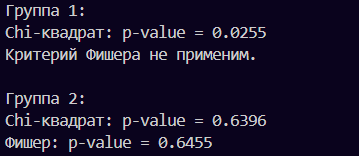 Группа 1:
Chi-квадрат: p-value = 0.0255
Критерий Фишера не применим.
Группа 2:
Chi-квадрат: p-value = 0.6396
Фишер: p-value = 0.6455